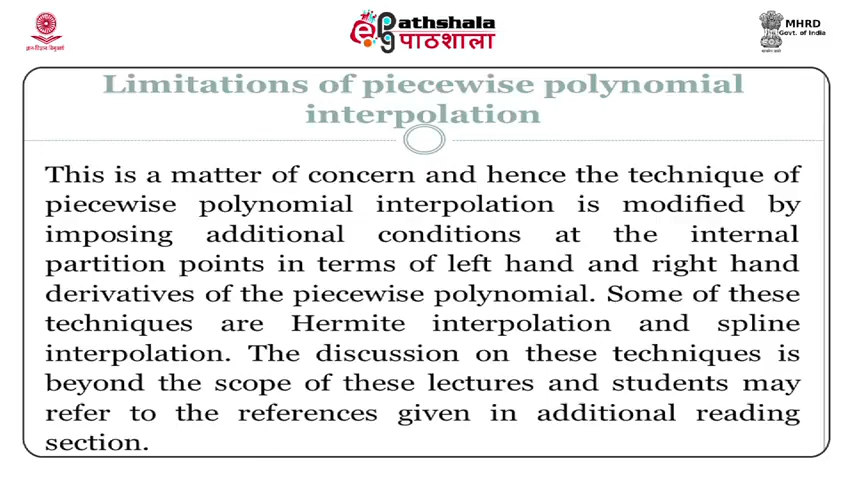 Pathshala
पाठशाला
MHRD
Govt. of India
Limitations of piecewise polynomial
interpolation
This is a matter of concern and hence the technique of
piecewise polynomial interpolation is modified by
imposing additional conditions at the internal
partition points in terms of left hand and right hand
derivatives of the piecewise polynomial. Some of these
techniques are Hermite interpolation and spline
interpolation. The discussion on these techniques is
beyond the scope of these lectures and students may
refer to the references given in additional reading
section.